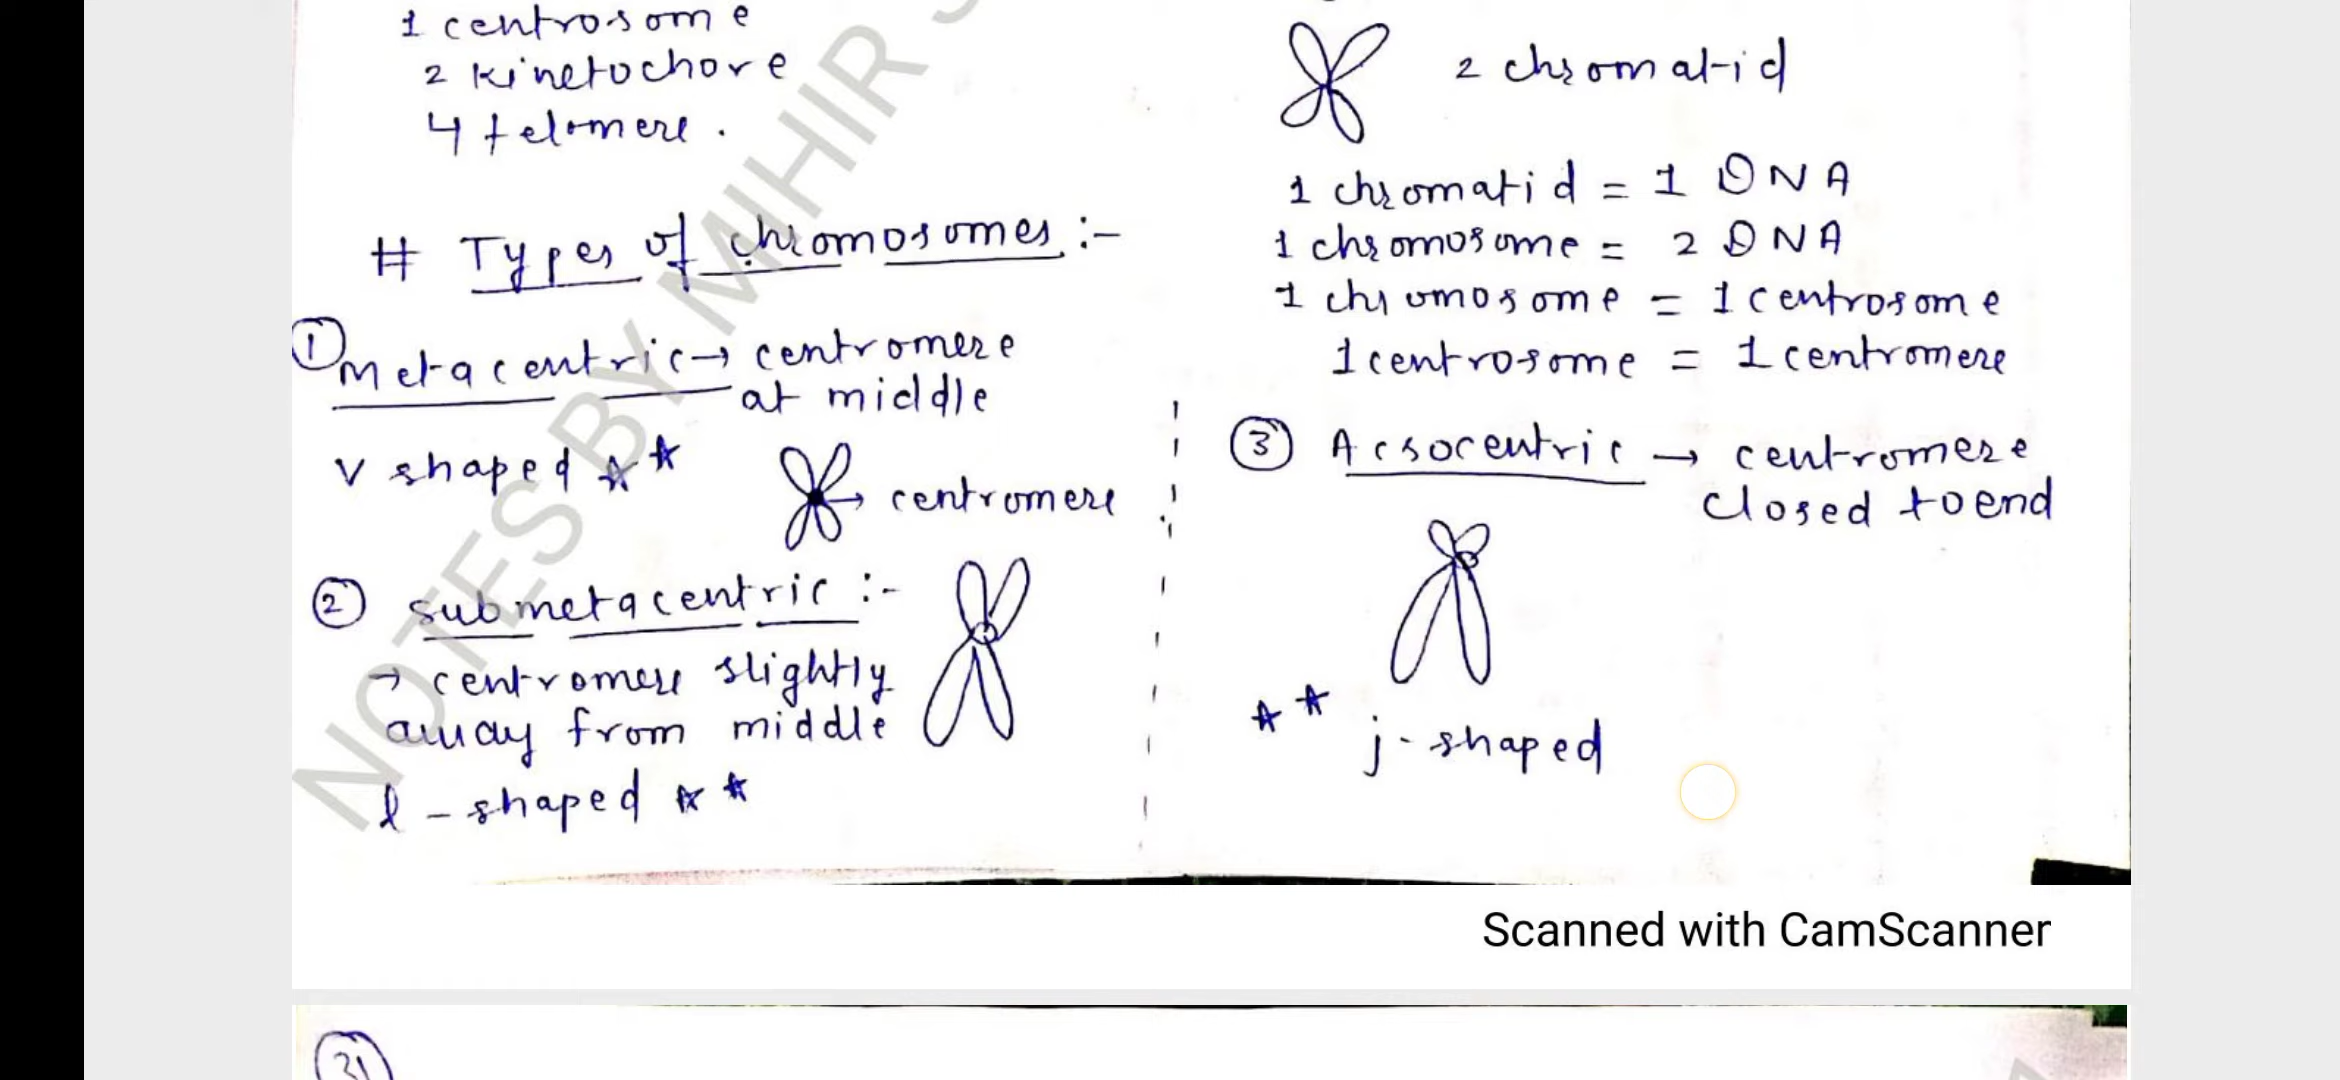 1 centrosome
2 kinetochore
4 telomere.
# Types of chromosomes :-
① Metacentric → centromere
at middle
V shaped ☆☆
→ centromere
② submetacentric :-
→ centromere slightly
away from middle
l - shaped ☆☆
2 chromatid
1 chromatid = 1 DNA
1 chromosome = 2 DNA
1 chromosome = 1 centrosome
1 centrosome = 1 centromere
③ Acrocentric → centromere
closed to end
☆☆ j-shaped
NOTES BY MIHIR
Scanned with CamScanner
31